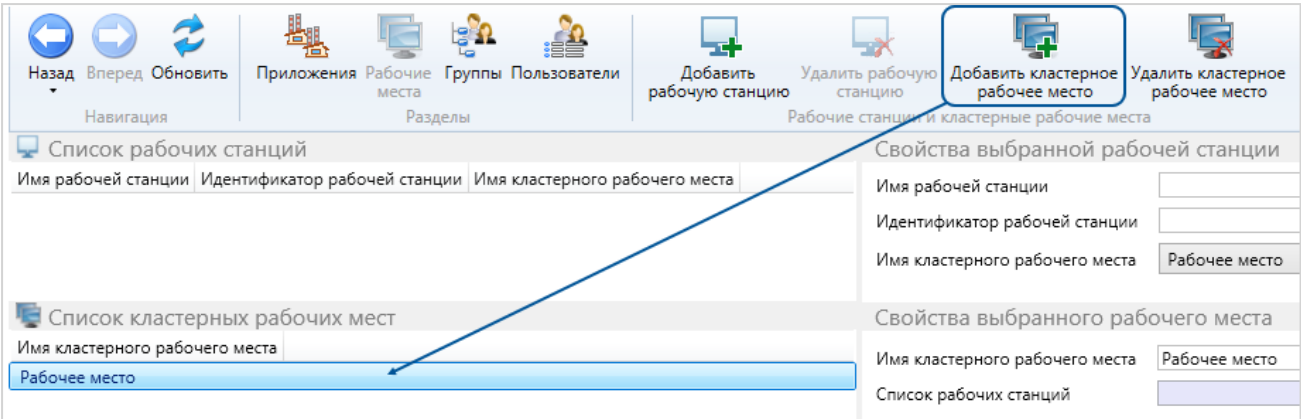 Назад Вперед Обновить
Навигация
Приложения Рабочие места Группы Пользователи
Разделы
Добавить рабочую станцию
Удалить рабочую станцию
Добавить кластерное рабочее место
Удалить кластерное рабочее место
Рабочие станции и кластерные рабочие места
Список рабочих станций
Имя рабочей станции Идентификатор рабочей станции Имя кластерного рабочего места
Свойства выбранной рабочей станции
Имя рабочей станции
Идентификатор рабочей станции
Имя кластерного рабочего места Рабочее место
Список кластерных рабочих мест
Имя кластерного рабочего места
Рабочее место
Свойства выбранного рабочего места
Имя кластерного рабочего места Рабочее место
Список рабочих станций